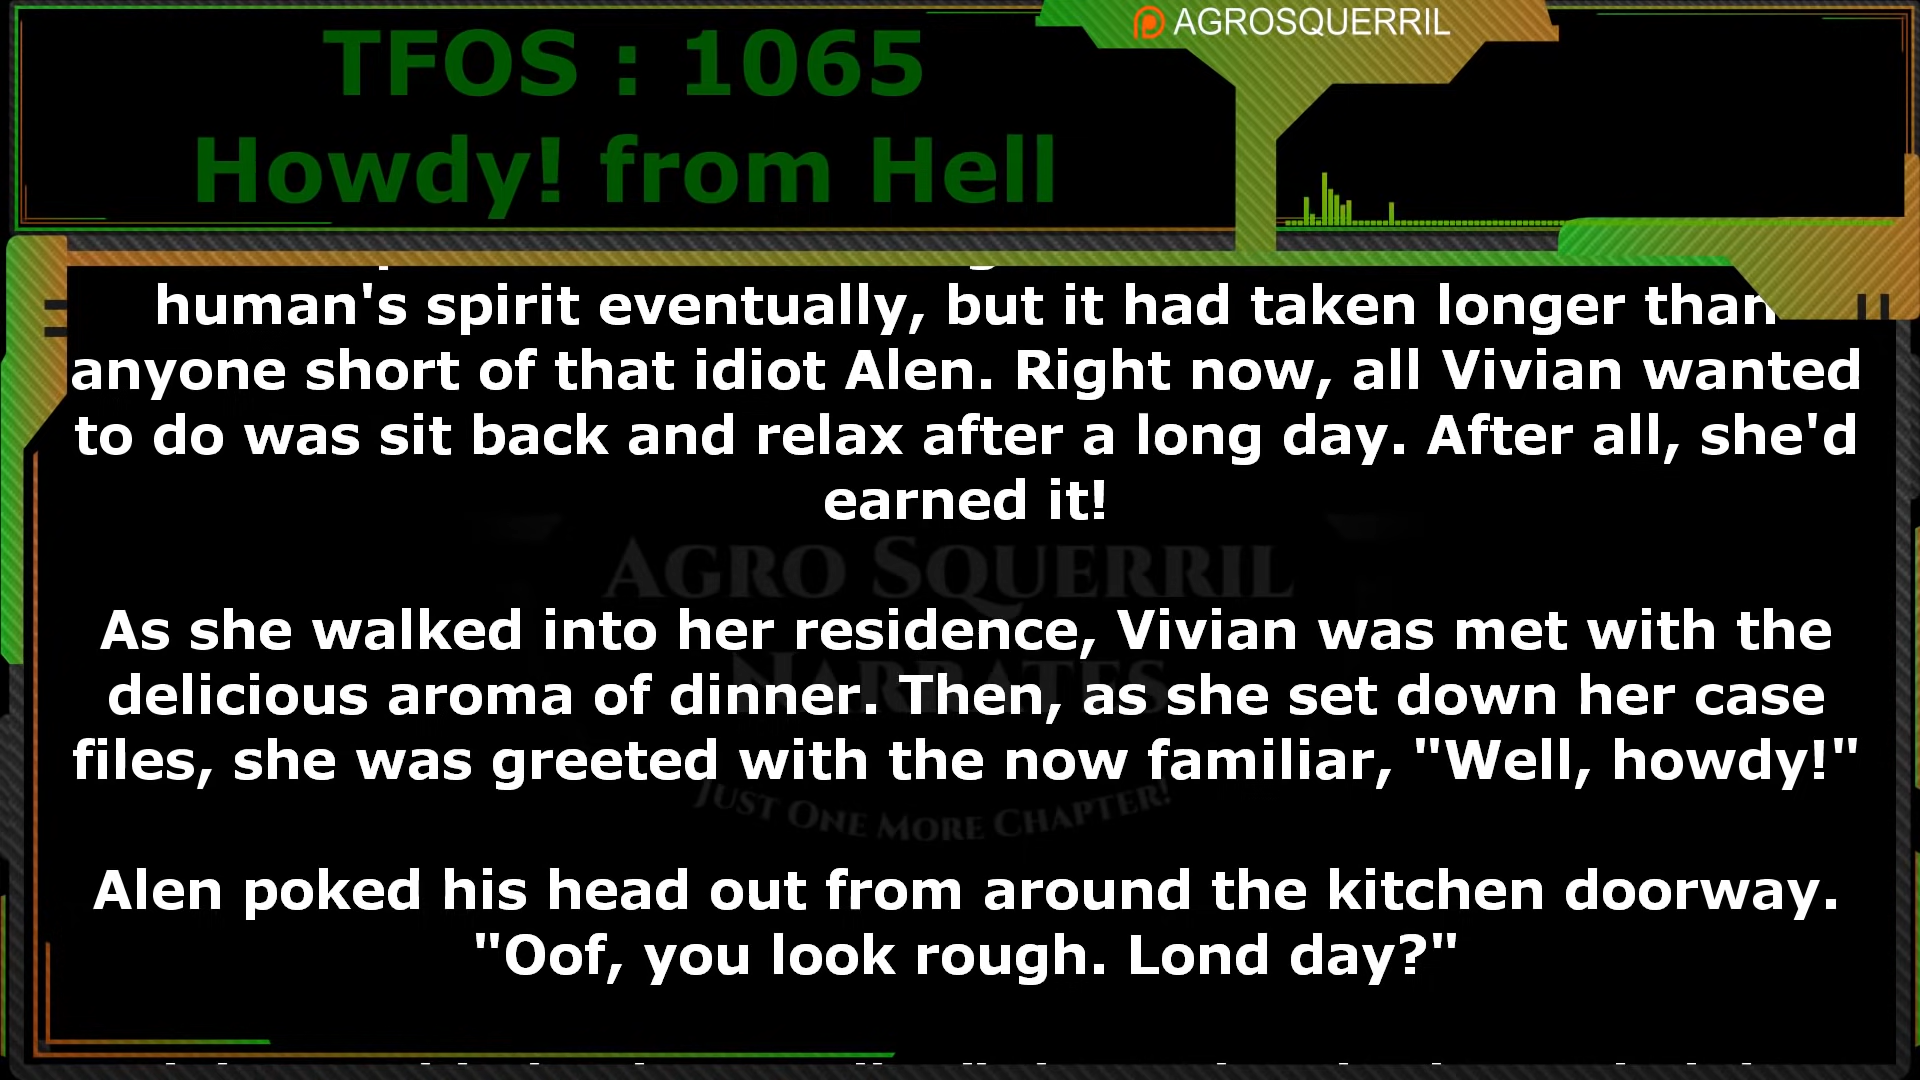 AGROSQUERRIL
TFOS : 1065
Howdy! from Hell
human's spirit eventually, but it had taken longer than
anyone short of that idiot Alen. Right now, all Vivian wanted
to do was sit back and relax after a long day. After all, she'd
earned it!
AGRO SQUERRIL
NARRATES
JUST ONE MORE CHAPTER!
As she walked into her residence, Vivian was met with the
delicious aroma of dinner. Then, as she set down her case
files, she was greeted with the now familiar, "Well, howdy!"
Alen poked his head out from around the kitchen doorway.
"Oof, you look rough. Lond day?"